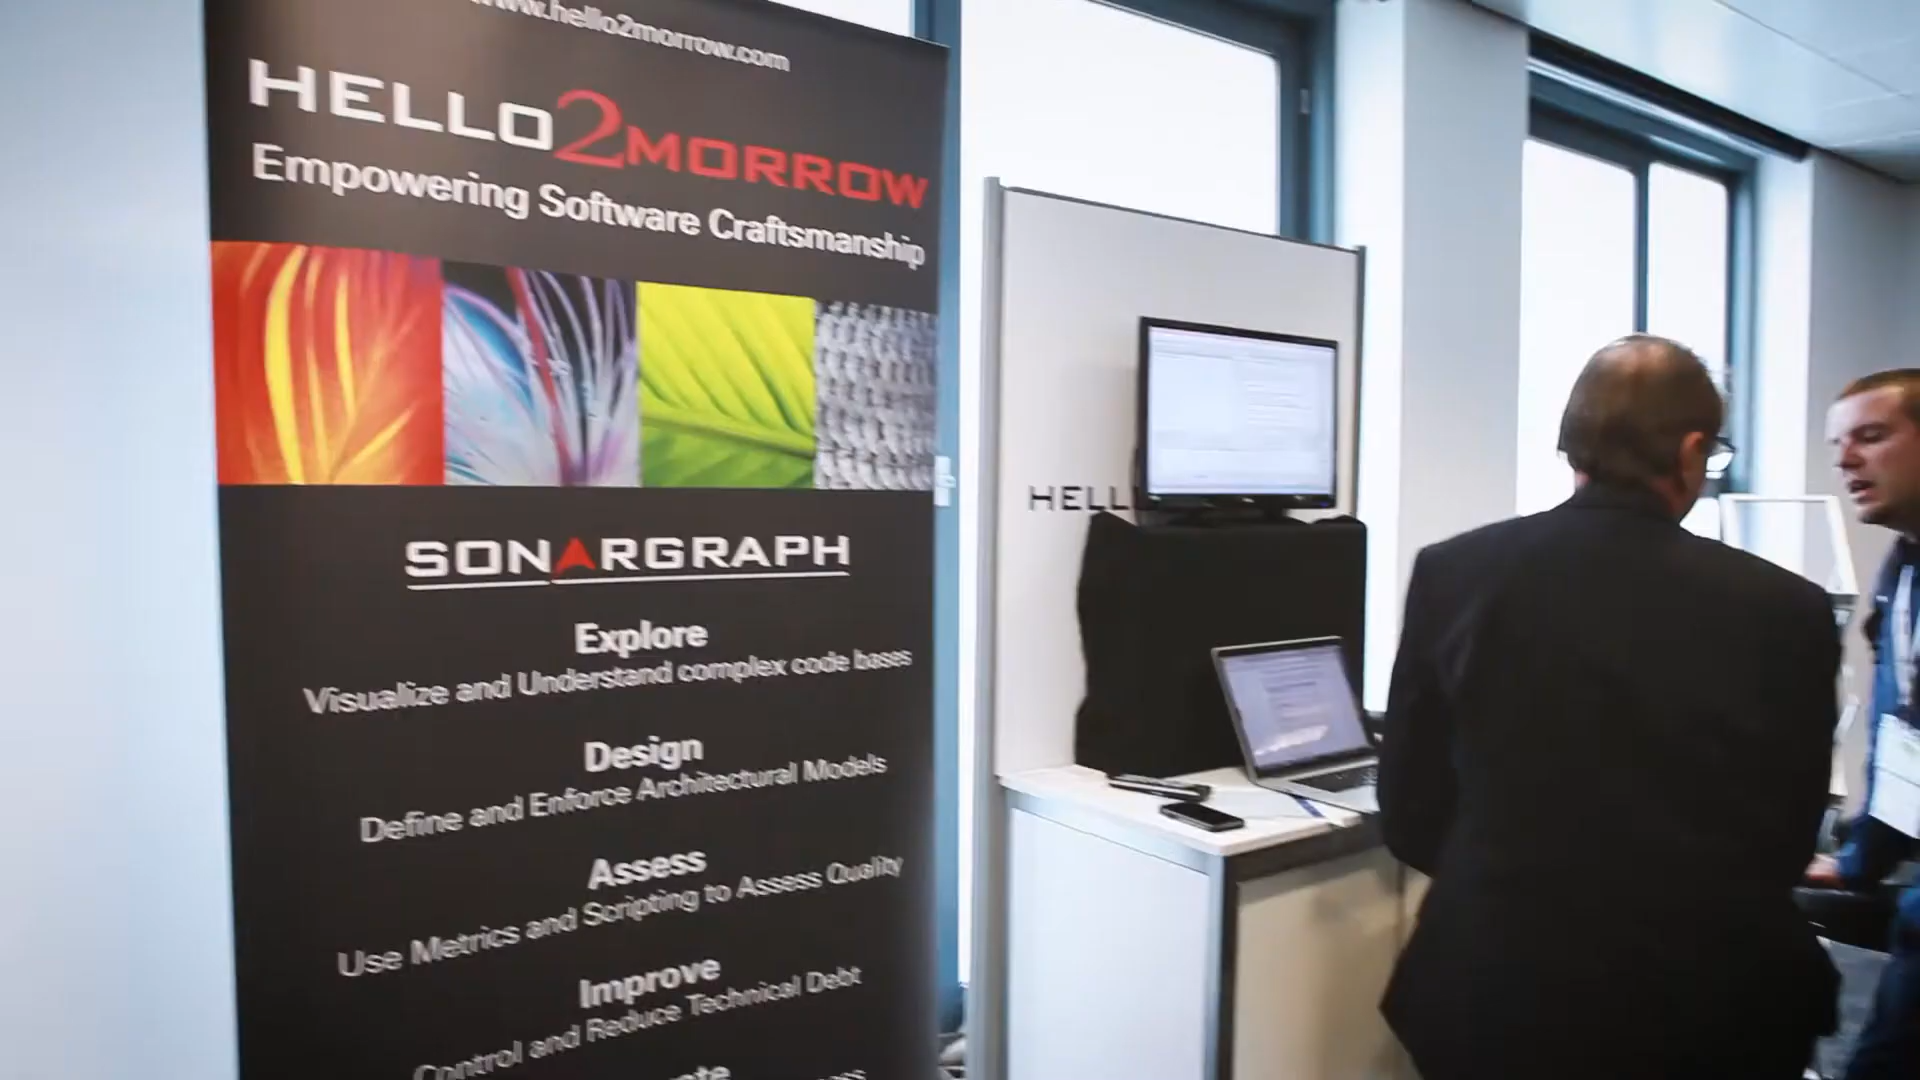 www.hello2morrow.com
HELLO2MORROW
Empowering Software Craftsmanship
SONARGRAPH
Explore
Visualize and Understand complex code bases
Design
Define and Enforce Architectural Models
Assess
Use Metrics and Scripting to Assess Quality
Improve
Control and Reduce Technical Debt
HELL